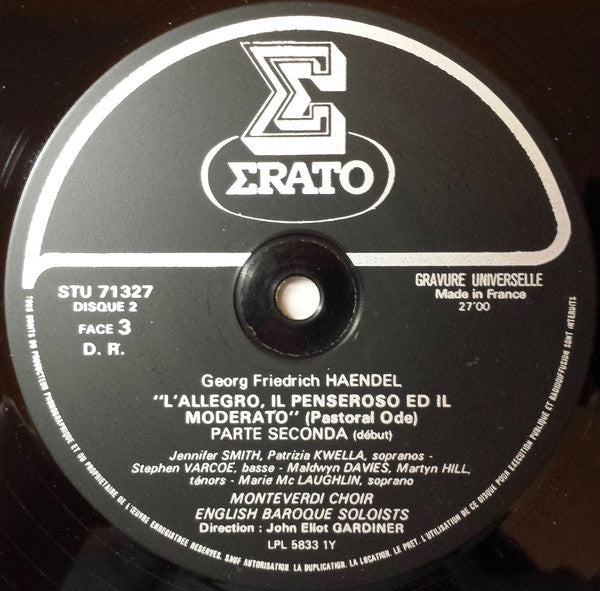 Σ
ΣRATO
STU 71327
DISQUE 2
FACE 3
D. R.
GRAVURE UNIVERSELLE
Made in France
27'00
Georg Friedrich HAENDEL
"L'ALLEGRO, IL PENSEROSO ED IL
MODERATO" (Pastoral Ode)
PARTE SECONDA (début)
Jennifer SMITH, Patrizia KWELLA, sopranos -
Stephen VARCOE, basse - Maldwyn DAVIES, Martyn HILL,
ténors - Marie Mc LAUGHLIN, soprano
MONTEVERDI CHOIR
ENGLISH BAROQUE SOLOISTS
Direction : John Eliot GARDINER
LPL 5833 1Y
TOUS DROITS DU PRODUCTEUR PHONOGRAPHIQUE ET DU PROPRIETAIRE DE L'ŒUVRE ENREGISTREE RESERVES. SAUF AUTORISATION LA DUPLICATION, LA LOCATION, LE PRET, L'UTILISATION DE CE DISQUE POUR EXECUTION PUBLIQUE ET RADIODIFFUSION SONT INTERDITS